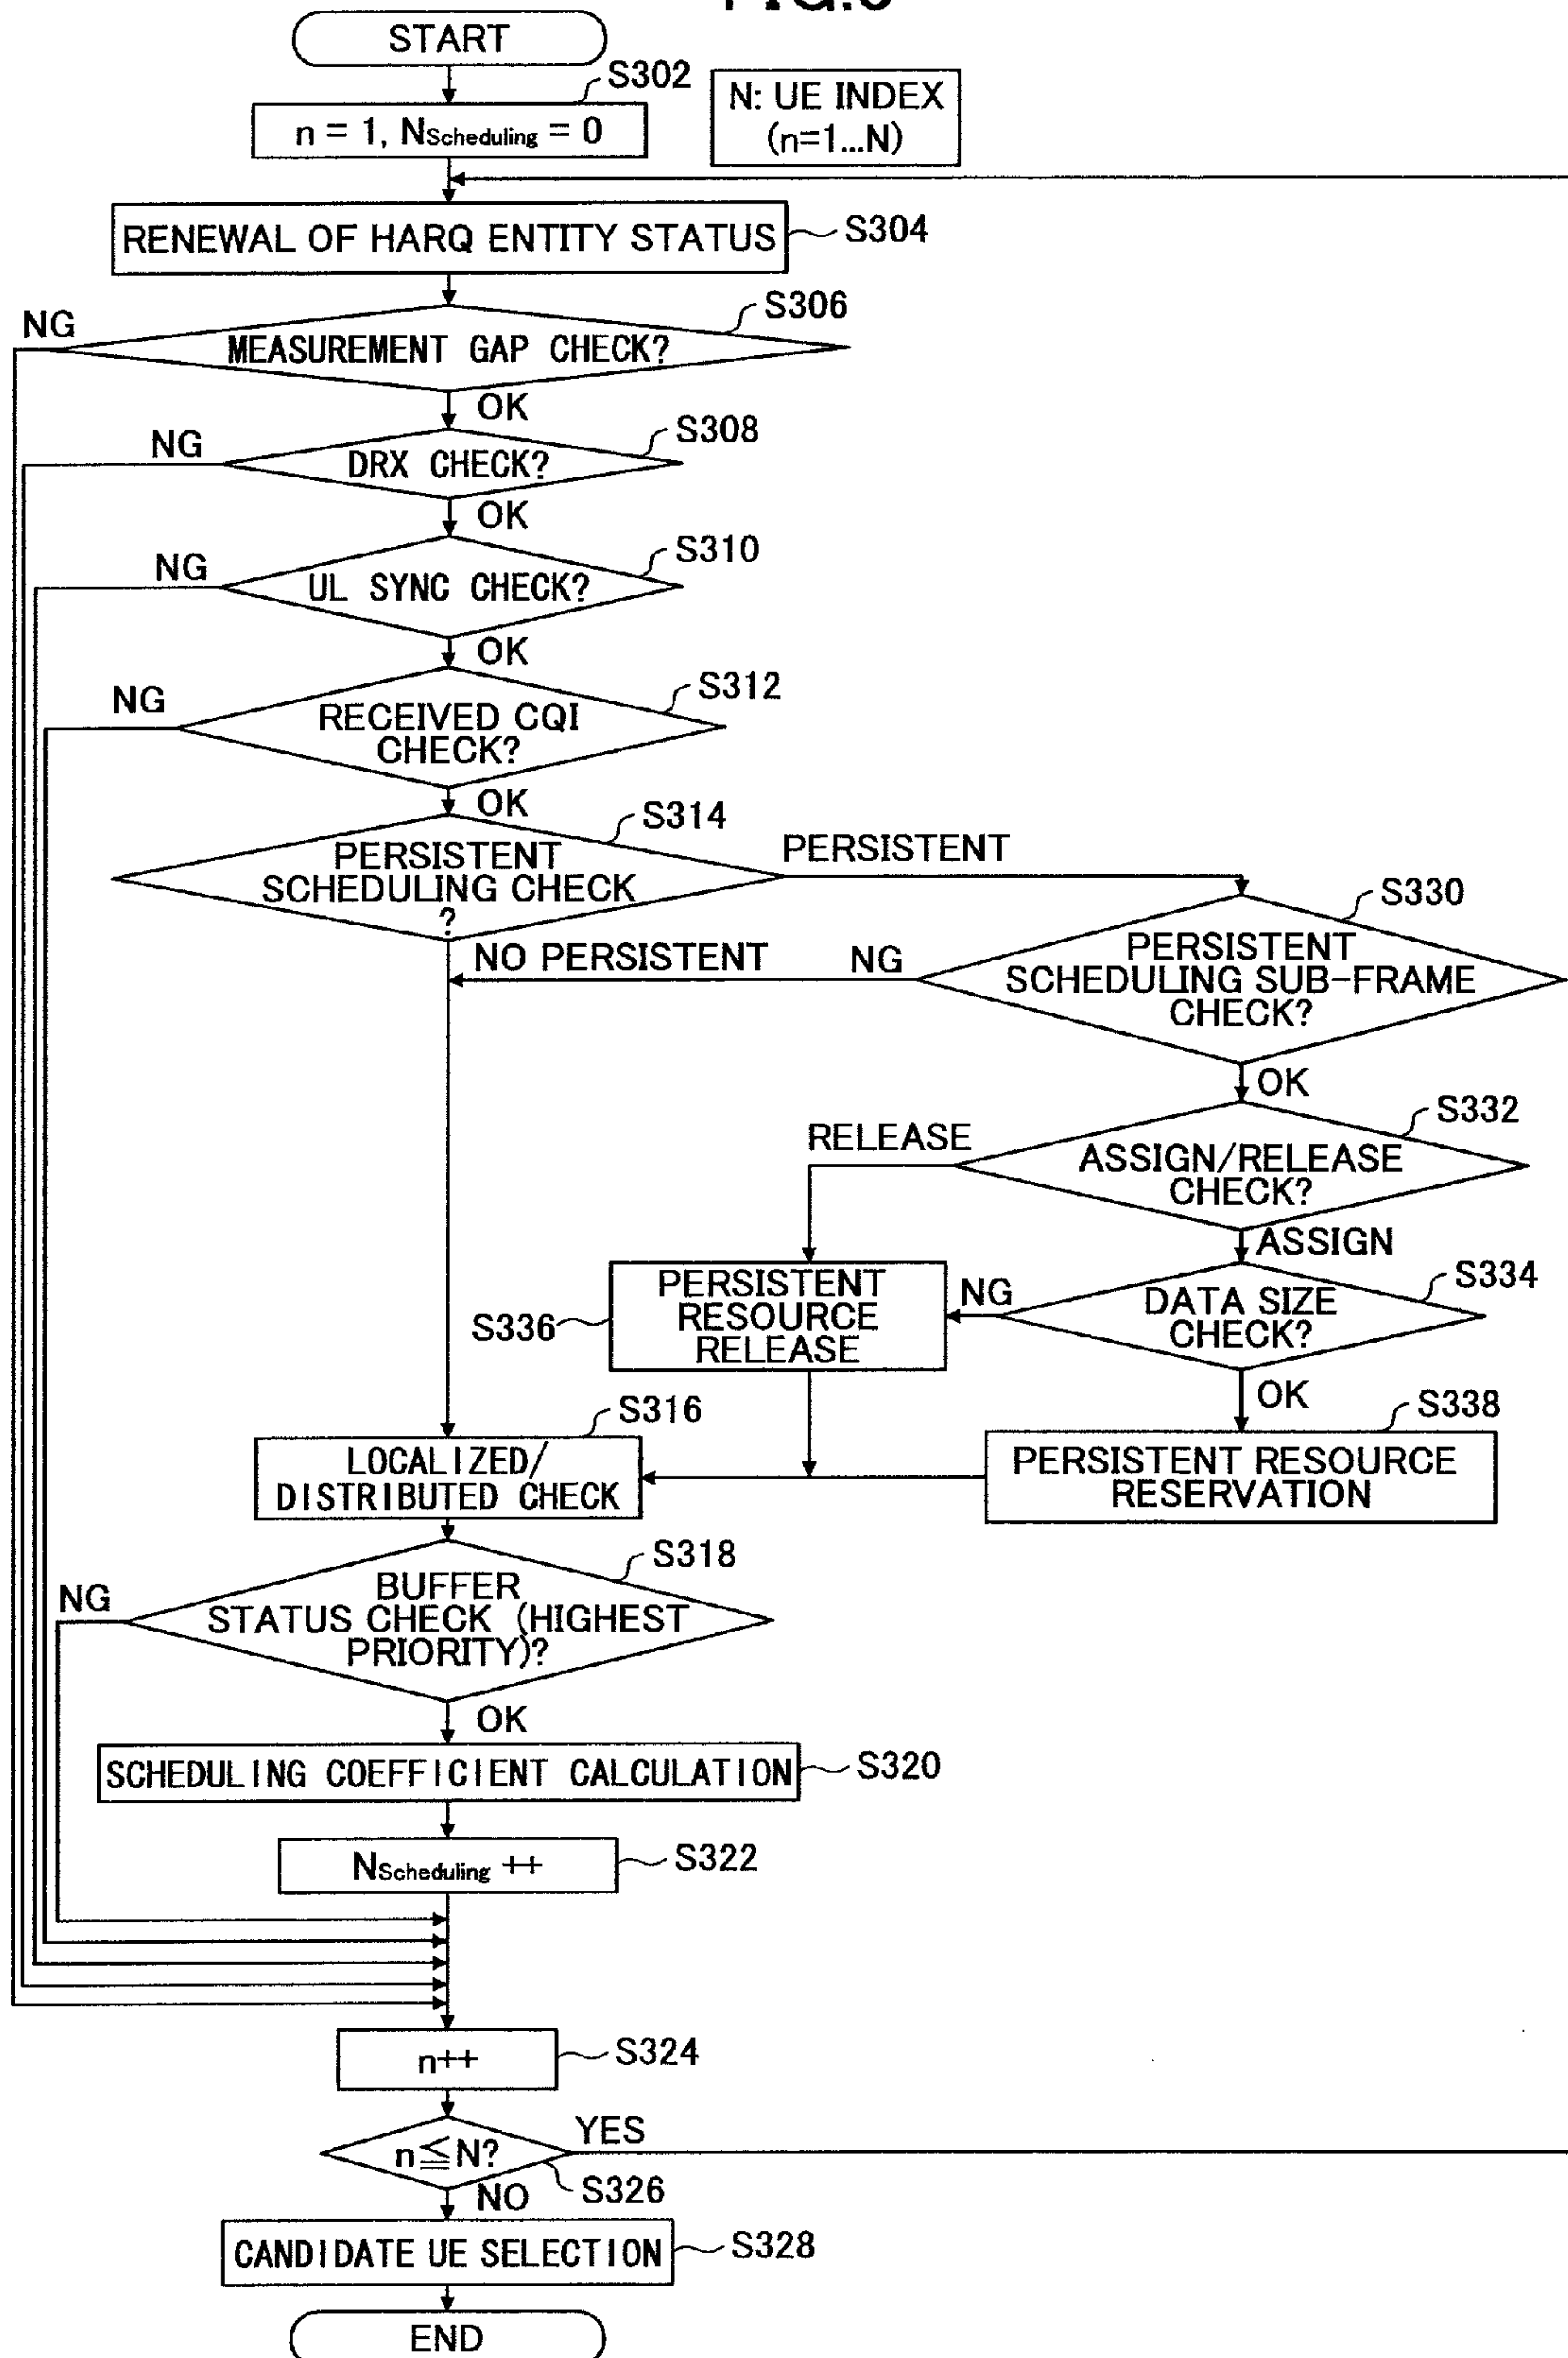 START
S302
n = 1, NScheduling = 0
N: UE INDEX
(n=1...N)
RENEWAL OF HARQ ENTITY STATUS
S304
NG
S306
MEASUREMENT GAP CHECK?
OK
NG
S308
DRX CHECK?
OK
NG
S310
UL SYNC CHECK?
OK
NG
S312
RECEIVED CQI
CHECK?
OK
S314
PERSISTENT
SCHEDULING CHECK
?
PERSISTENT
S330
PERSISTENT
SCHEDULING SUB-FRAME
CHECK?
NO PERSISTENT
NG
OK
S332
RELEASE
ASSIGN/RELEASE
CHECK?
ASSIGN
S334
DATA SIZE
CHECK?
NG
PERSISTENT
RESOURCE
RELEASE
S336
OK
S338
PERSISTENT RESOURCE
RESERVATION
S316
LOCALIZED/
DISTRIBUTED CHECK
S318
NG
BUFFER
STATUS CHECK (HIGHEST
PRIORITY)?
OK
SCHEDULING COEFFICIENT CALCULATION
S320
NScheduling ++
S322
n++
S324
n≦N?
YES
S326
NO
CANDIDATE UE SELECTION
S328
END